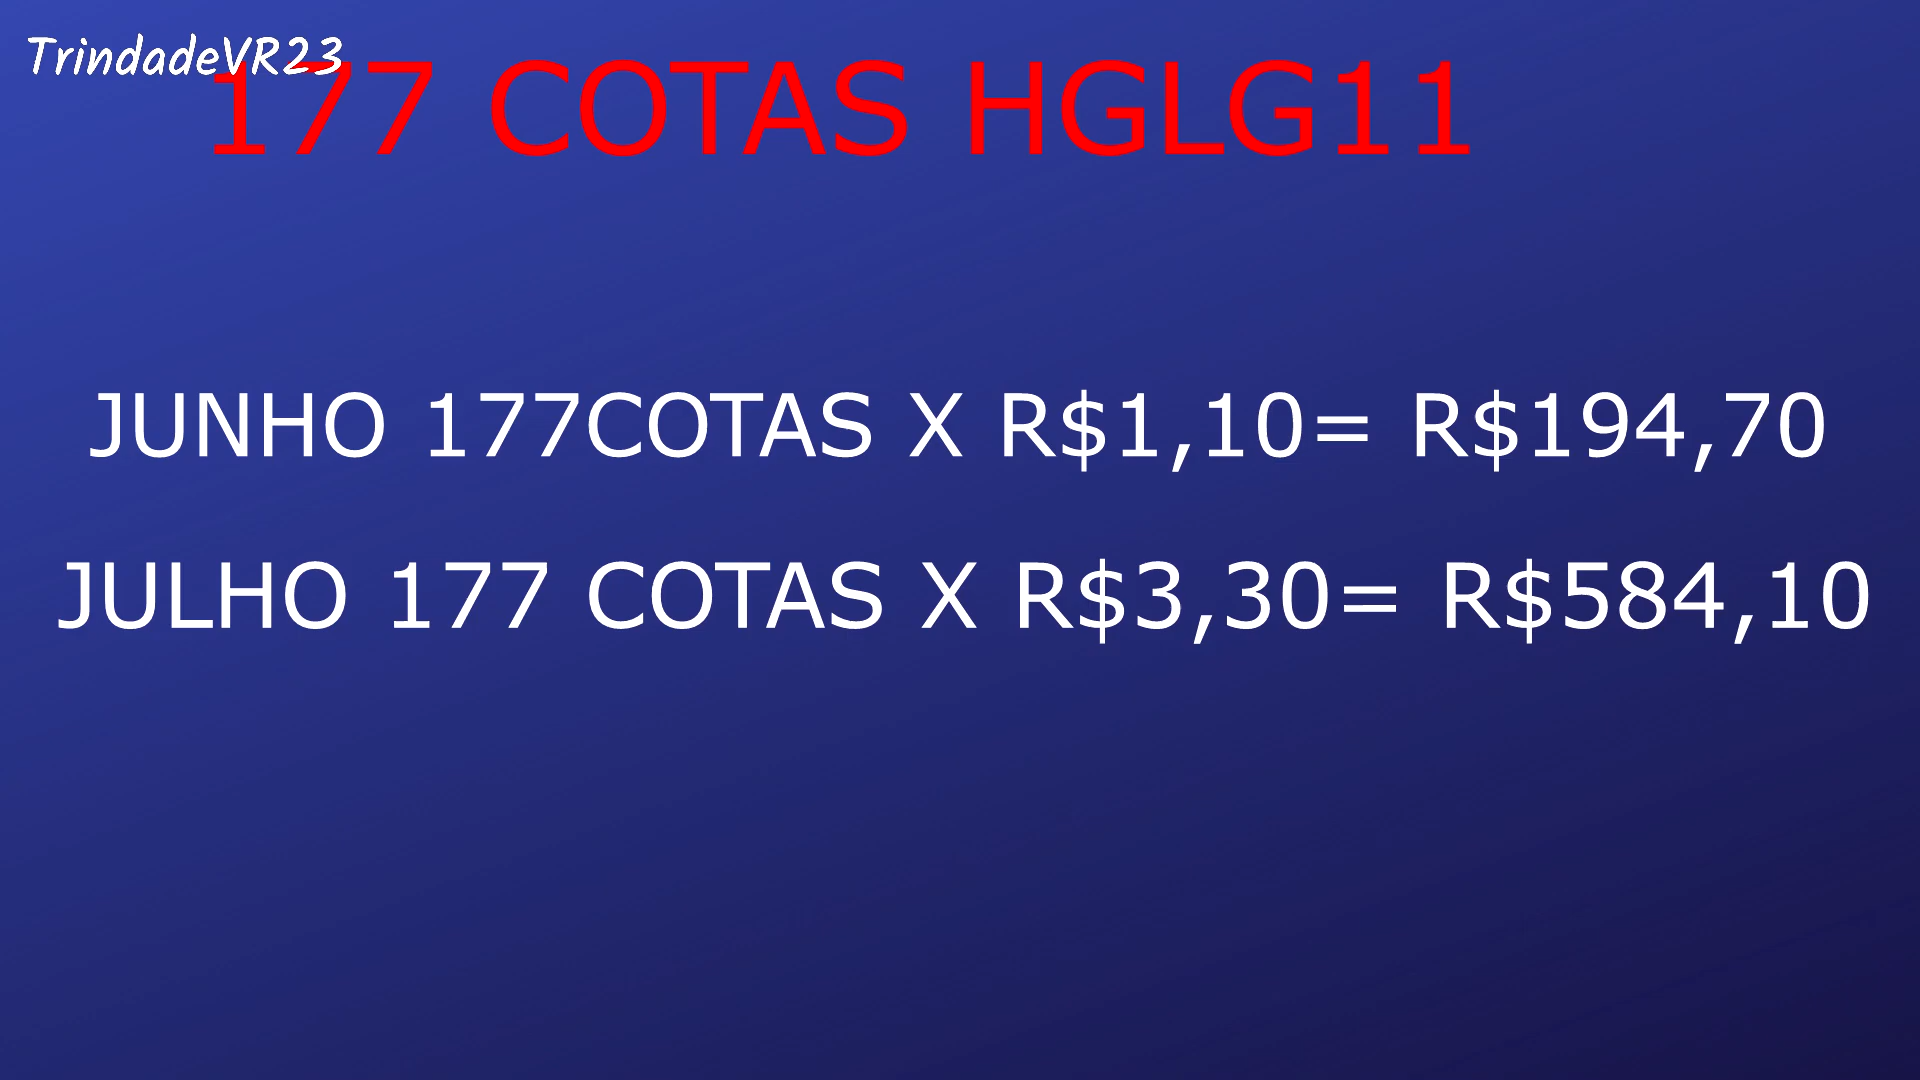 TrindadeVR23
177 COTAS HGLG11
JUNHO 177COTAS X R$1,10= R$194,70
JULHO 177 COTAS X R$3,30= R$584,10